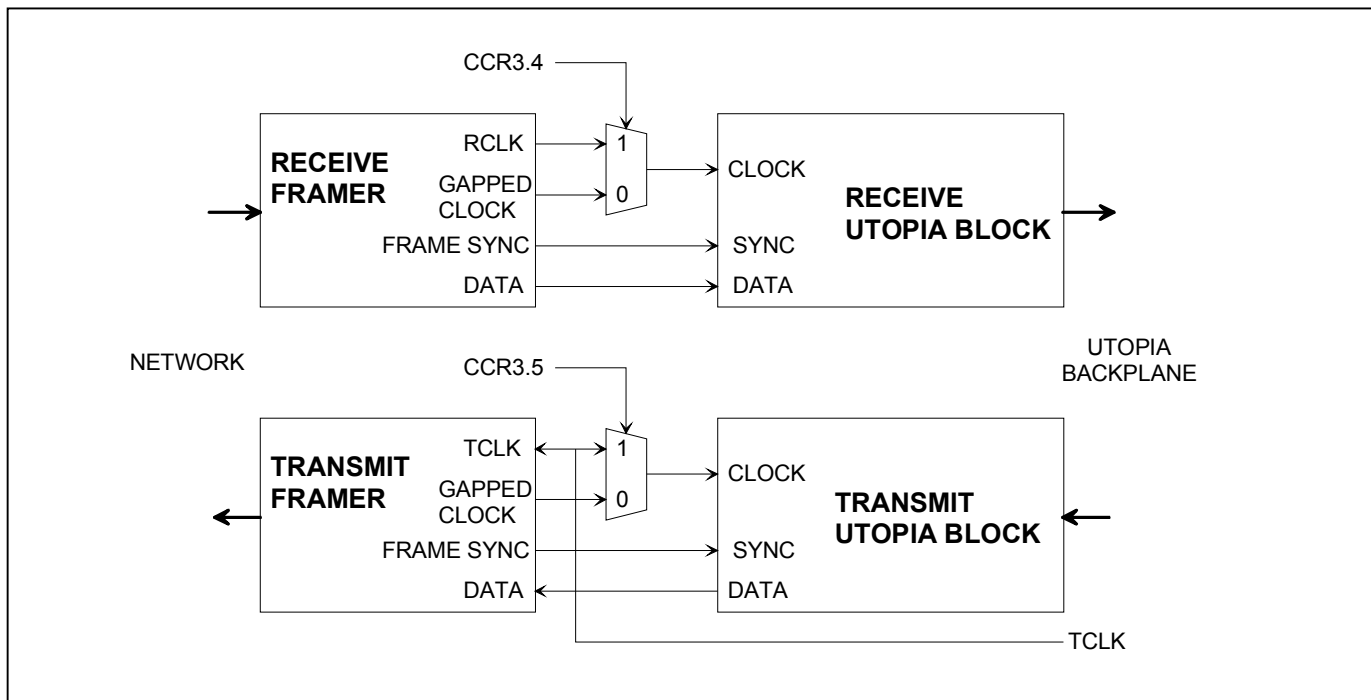 CCR3.4
RECEIVE
FRAMER
RCLK
GAPPED
CLOCK
FRAME SYNC
DATA
1
0
CLOCK
SYNC
DATA
RECEIVE
UTOPIA BLOCK
NETWORK
UTOPIA
BACKPLANE
CCR3.5
TRANSMIT
FRAMER
TCLK
GAPPED
CLOCK
FRAME SYNC
DATA
1
0
CLOCK
SYNC
DATA
TRANSMIT
UTOPIA BLOCK
TCLK